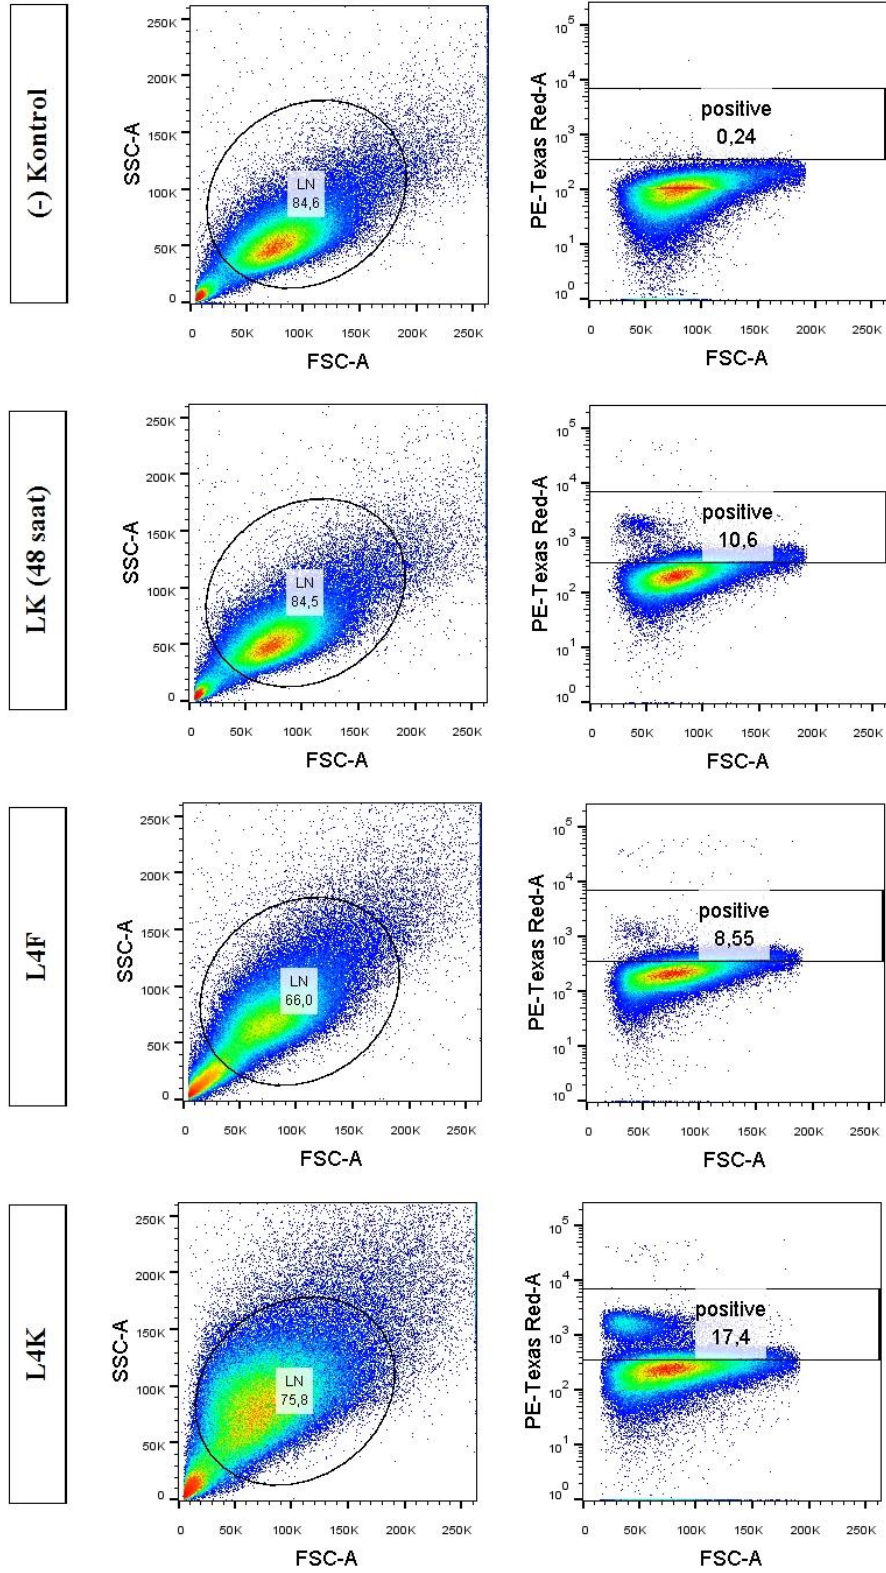 (-) Kontrol
250K
200K
150K
100K
50K
0
SSC-A
LN
84,6
0
50K
100K
150K
200K
250K
FSC-A
10^5
10^4
10^3
10^2
10^1
10^0
PE-Texas Red-A
positive
0,24
0
50K
100K
150K
200K
250K
FSC-A
LK (48 saat)
250K
200K
150K
100K
50K
0
SSC-A
LN
84,5
0
50K
100K
150K
200K
250K
FSC-A
10^5
10^4
10^3
10^2
10^1
10^0
PE-Texas Red-A
positive
10,6
0
50K
100K
150K
200K
250K
FSC-A
L4F
250K
200K
150K
100K
50K
0
SSC-A
LN
66,0
0
50K
100K
150K
200K
250K
FSC-A
10^5
10^4
10^3
10^2
10^1
10^0
PE-Texas Red-A
positive
8,55
0
50K
100K
150K
200K
250K
FSC-A
L4K
250K
200K
150K
100K
50K
0
SSC-A
LN
75,8
0
50K
100K
150K
200K
250K
FSC-A
10^5
10^4
10^3
10^2
10^1
10^0
PE-Texas Red-A
positive
17,4
0
50K
100K
150K
200K
250K
FSC-A